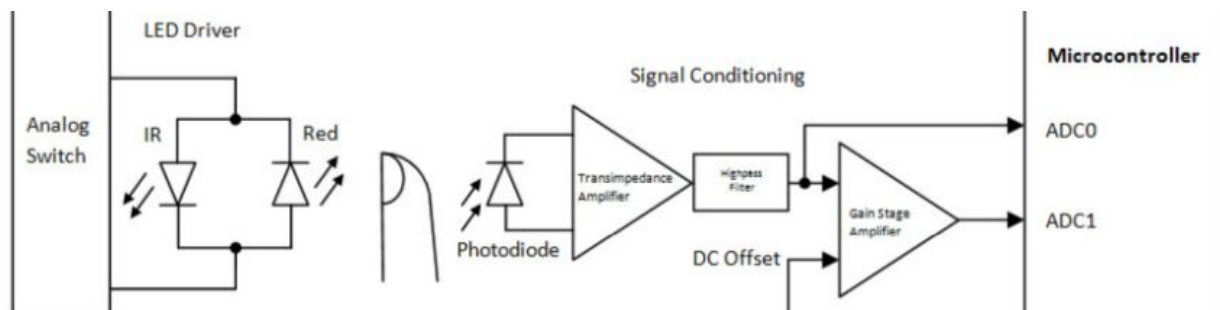 LED Driver
Analog
Switch
IR
Red
Photodiode
Signal Conditioning
Transimpedance
Amplifier
Highpass
Filter
Gain Stage
Amplifier
DC Offset
Microcontroller
ADC0
ADC1